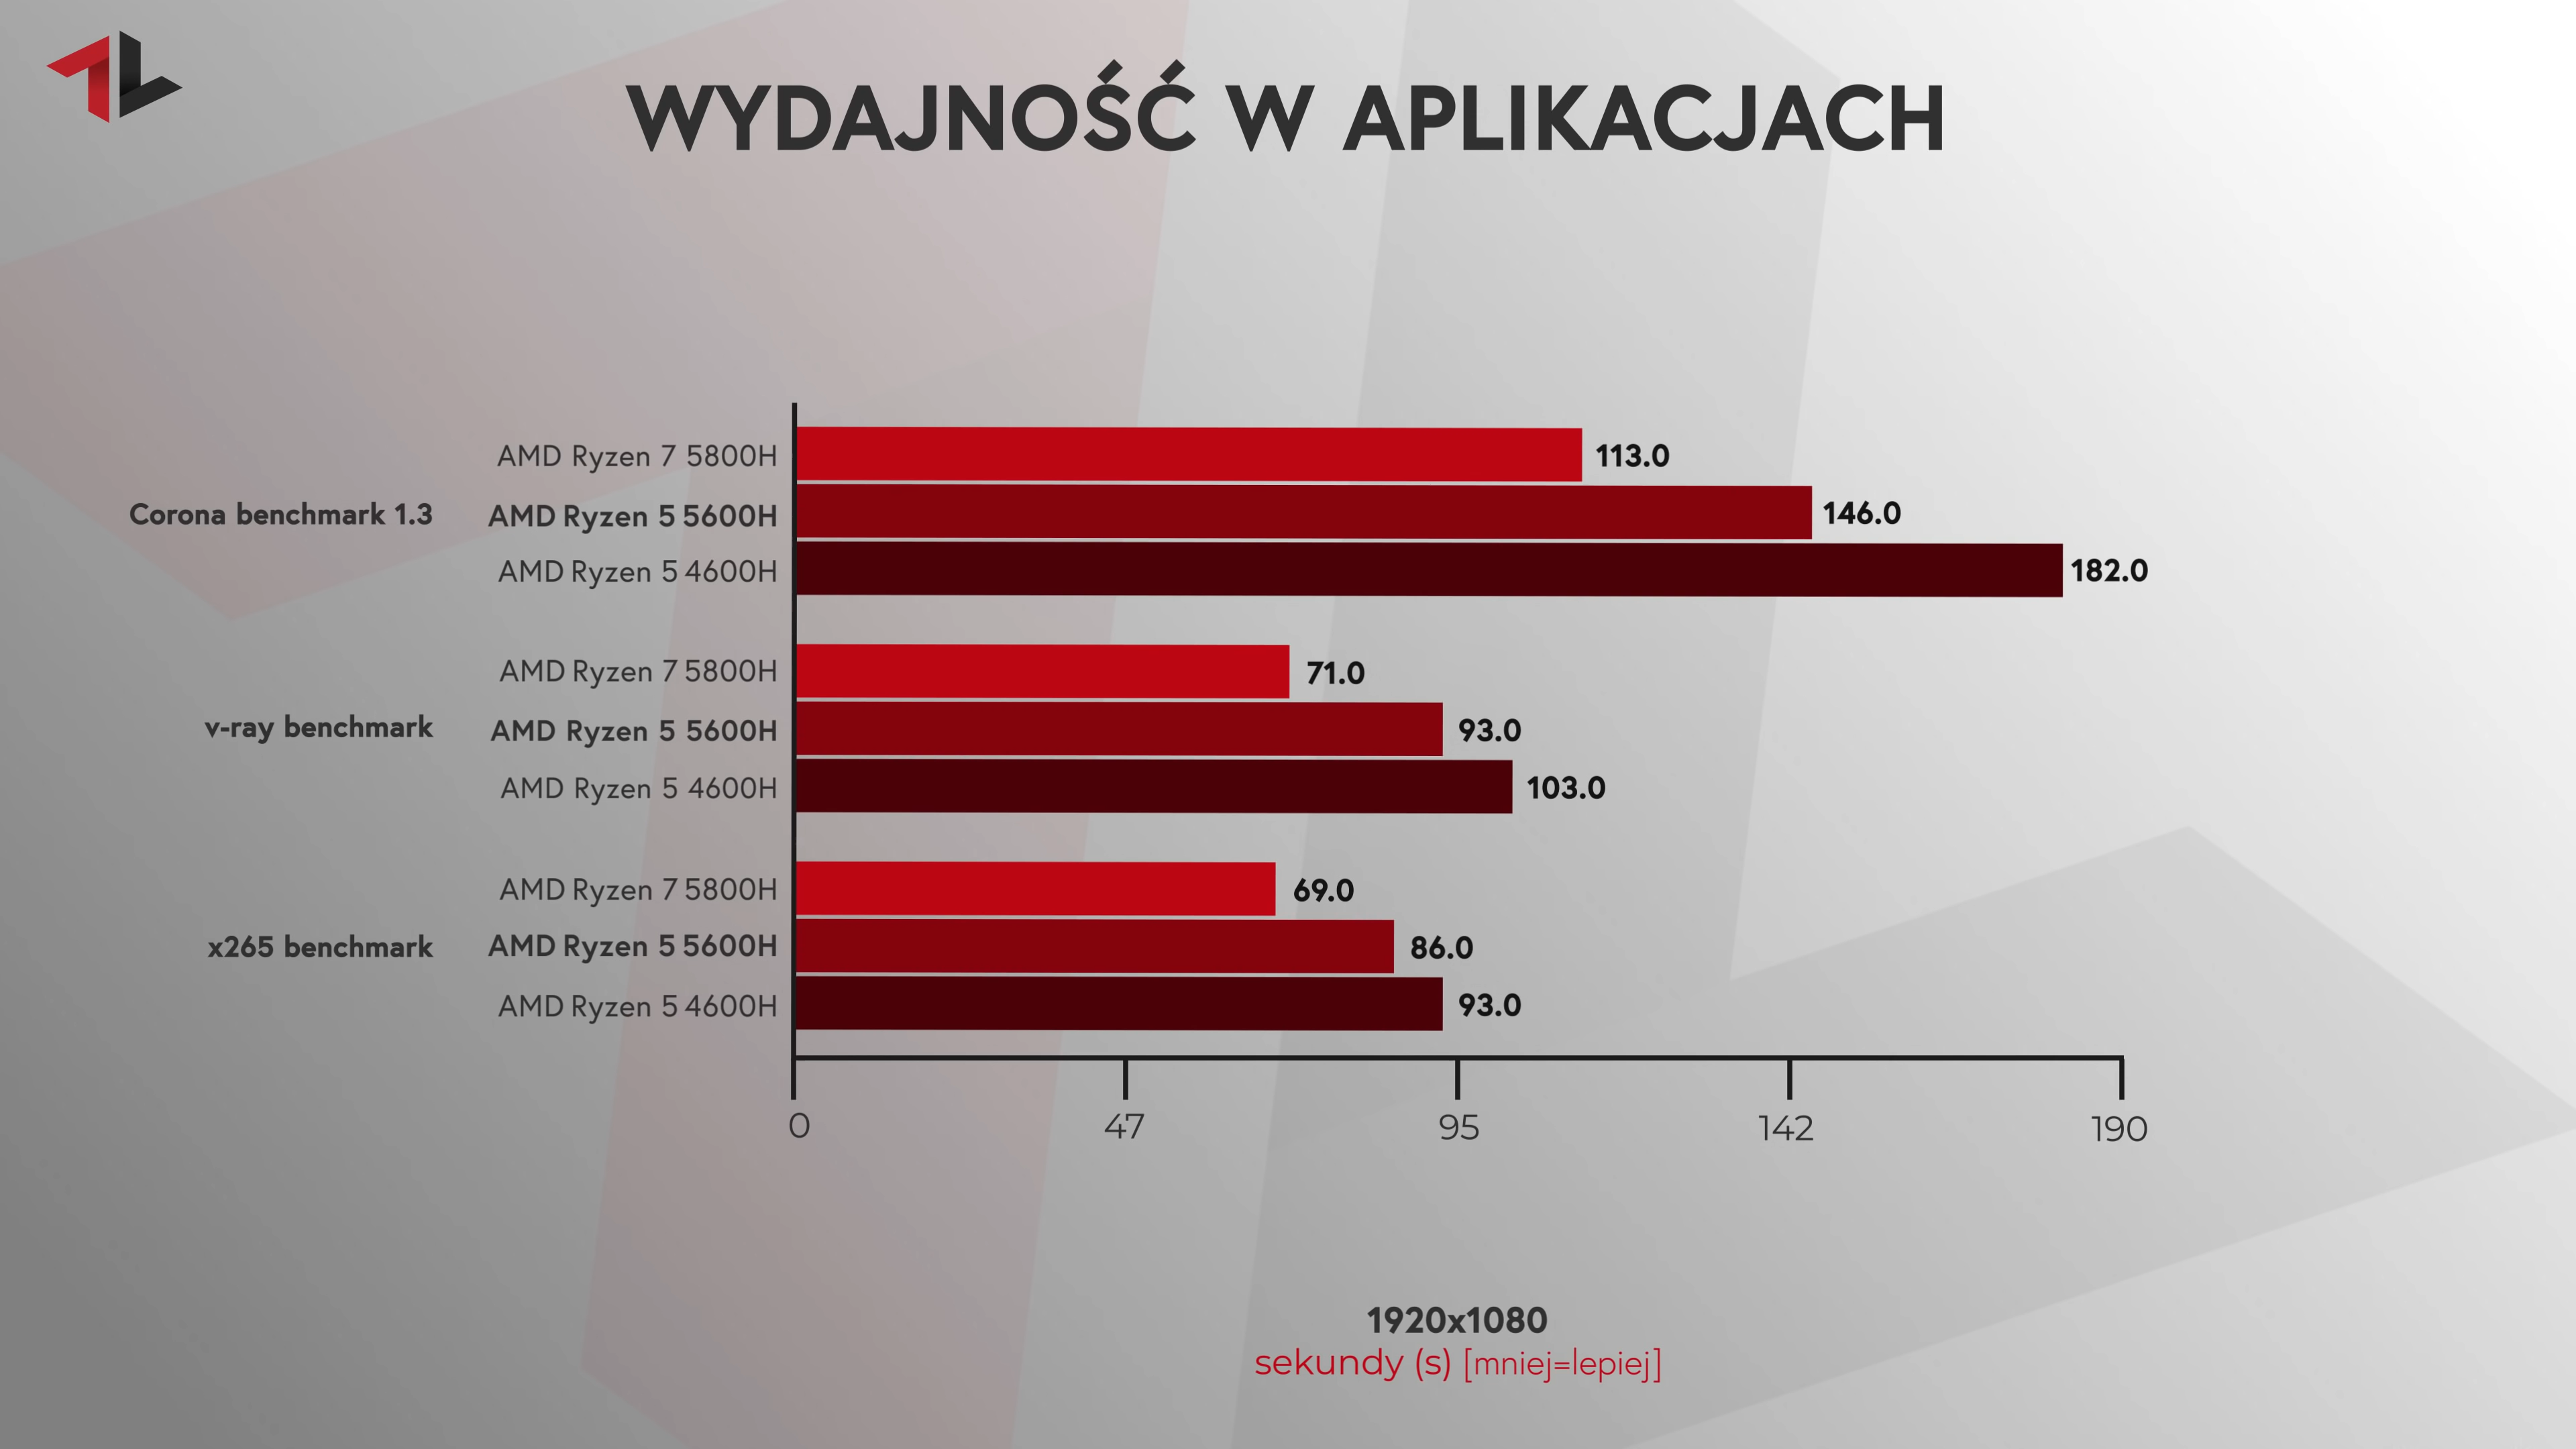 WYDAJNOŚĆ W APLIKACJACH
Corona benchmark 1.3
AMD Ryzen 7 5800H 113.0
AMD Ryzen 5 5600H 146.0
AMD Ryzen 5 4600H 182.0
v-ray benchmark
AMD Ryzen 7 5800H 71.0
AMD Ryzen 5 5600H 93.0
AMD Ryzen 5 4600H 103.0
x265 benchmark
AMD Ryzen 7 5800H 69.0
AMD Ryzen 5 5600H 86.0
AMD Ryzen 5 4600H 93.0
0 47 95 142 190
1920x1080
sekundy (s) [mniej=lepiej]